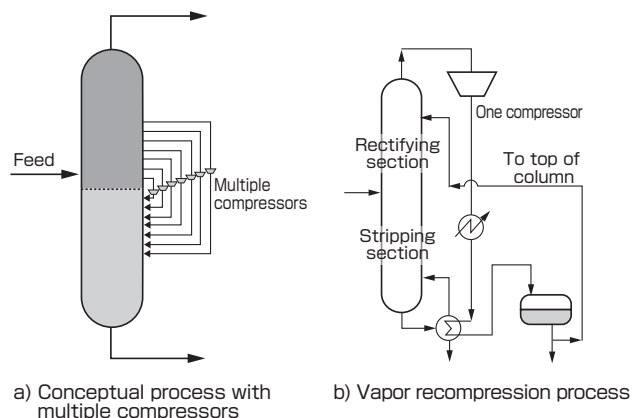 Feed
Multiple
compressors
a) Conceptual process with
multiple compressors
One compressor
Rectifying
section
To top of
column
Stripping
section
b) Vapor recompression process